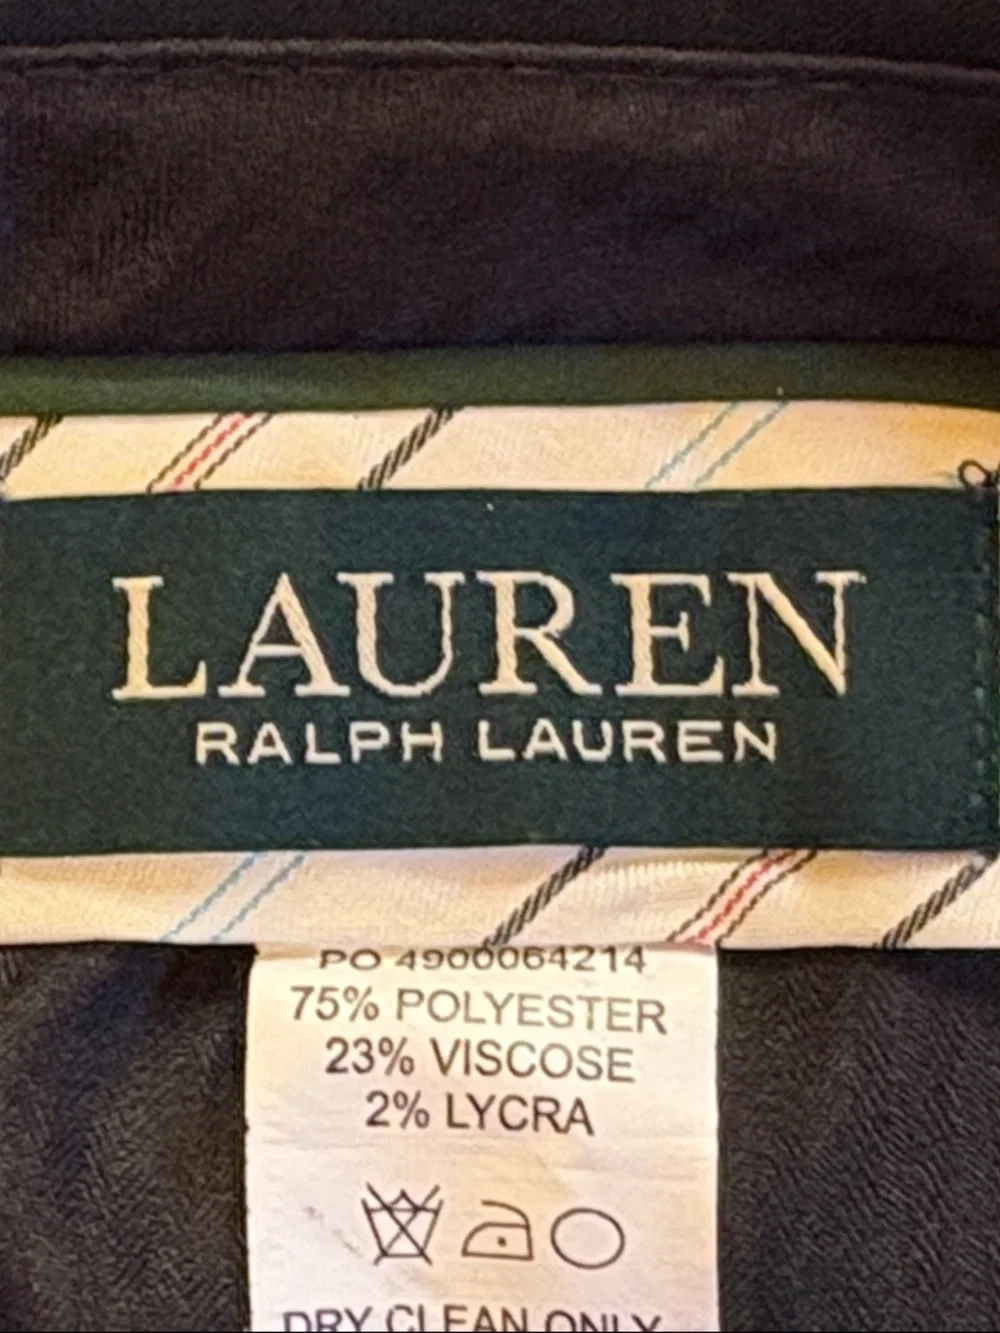 LAUREN
RALPH LAUREN
PO 4900064214
75% POLYESTER
23% VISCOSE
2% LYCRA
DRY CLEAN ONLY